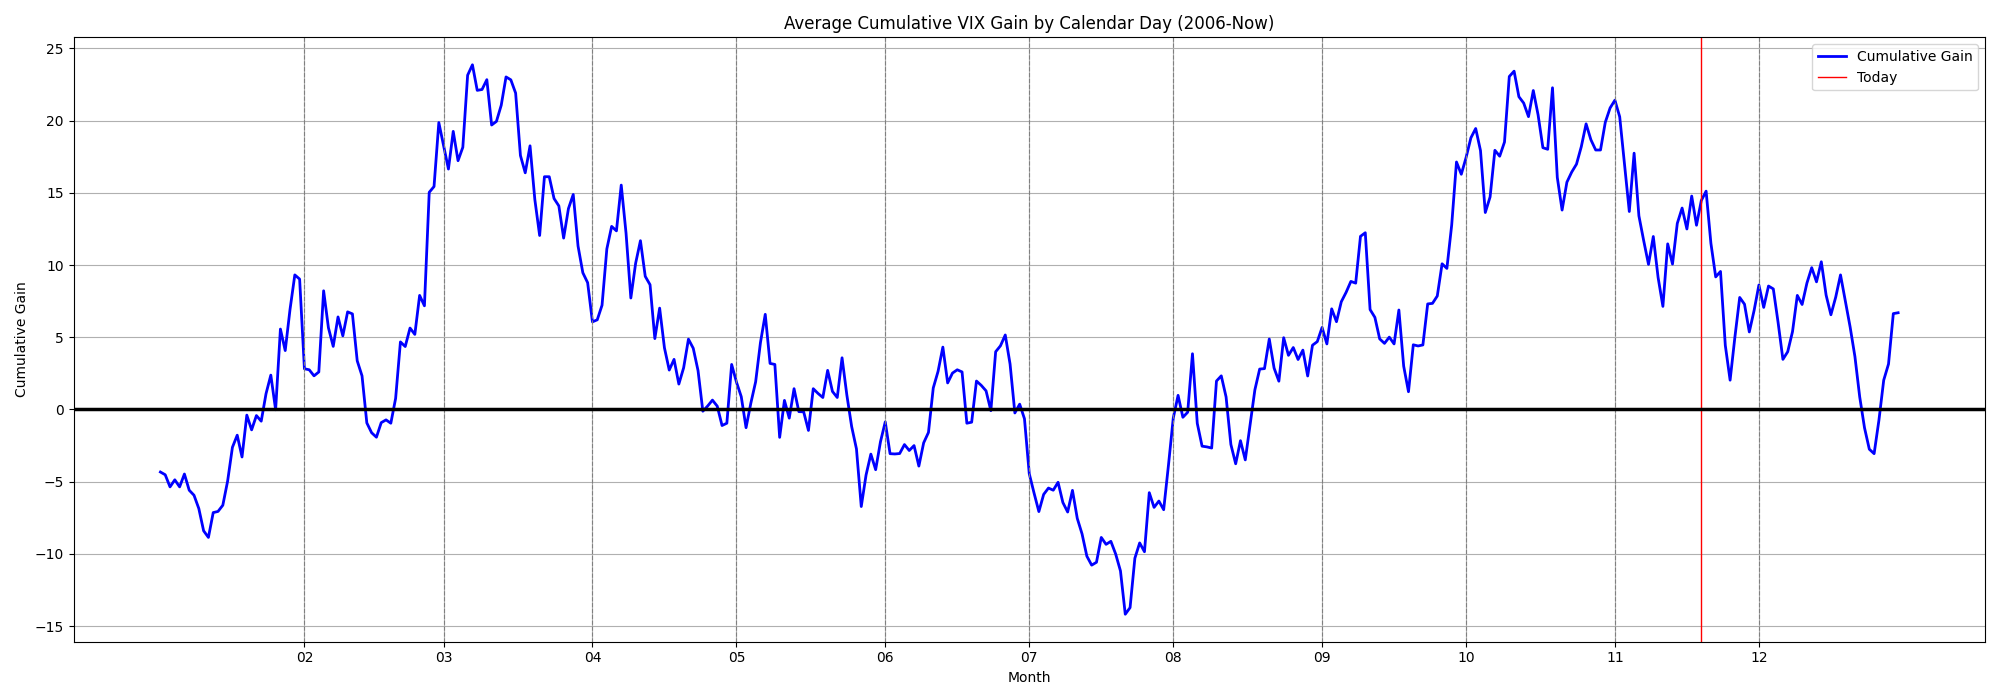 Average Cumulative VIX Gain by Calendar Day (2006-Now)
Cumulative Gain
Today
25
20
15
10
5
0
−5
−10
−15
Cumulative Gain
02 03 04 05 06 07 08 09 10 11 12
Month